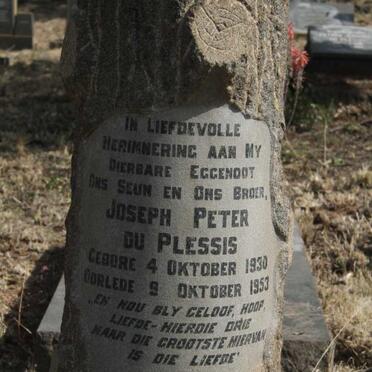 IN LIEFDEVOLLE
HERINNERING AAN MY
DIERBARE EGGENOOT
ONS SEUN EN ONS BROER,
JOSEPH PETER
DU PLESSIS
GEBORE 4 OKTOBER 1930
OORLEDE 9 OKTOBER 1953
„EN NOU BLY GELOOF, HOOP,
LIEFDE-HIERDIE DRIE
MAAR DIE GROOTSTE HIERVAN
IS DIE LIEFDE"